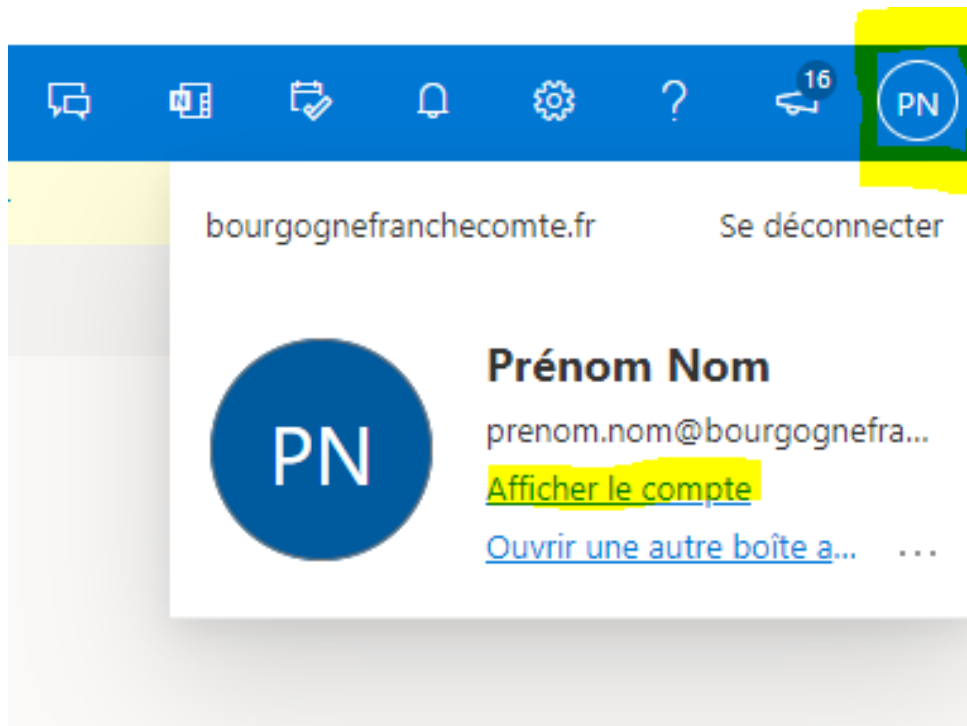 16
PN
bourgognefranchecomte.fr Se déconnecter
PN
Prénom Nom
prenom.nom@bourgognefra...
Afficher le compte
Ouvrir une autre boîte a... ...